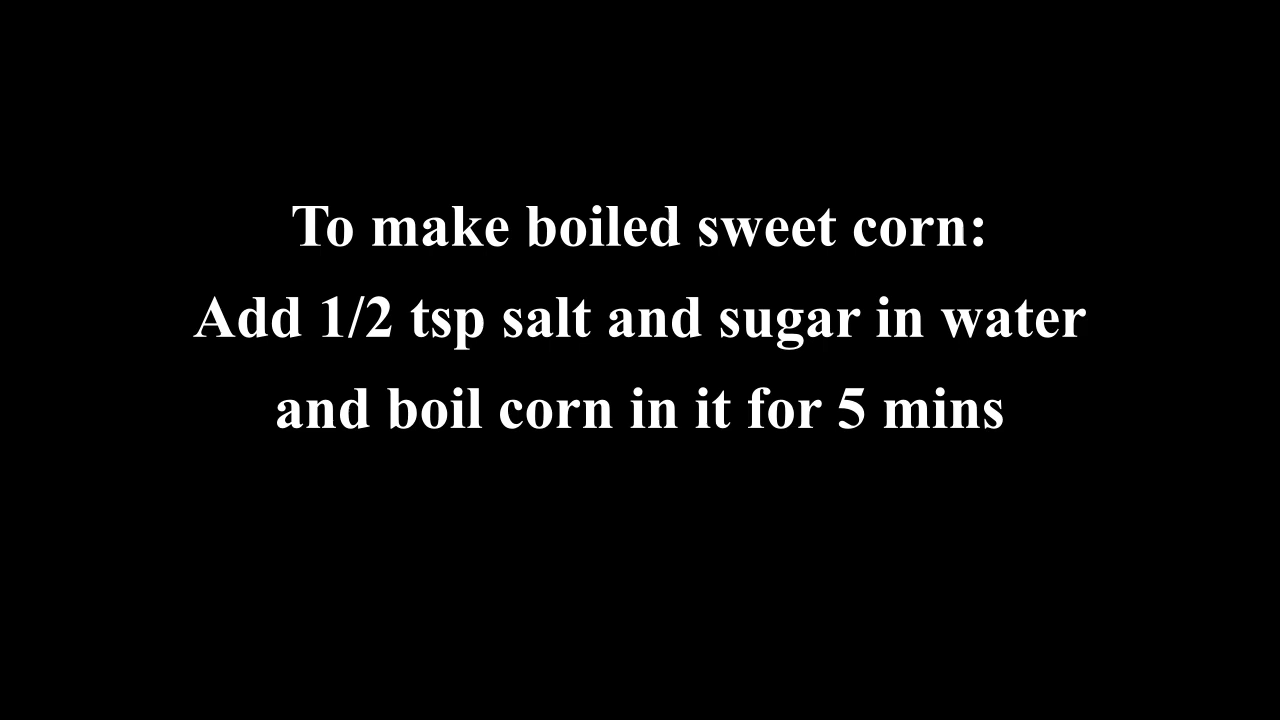 To make boiled sweet corn:
Add 1/2 tsp salt and sugar in water
and boil corn in it for 5 mins